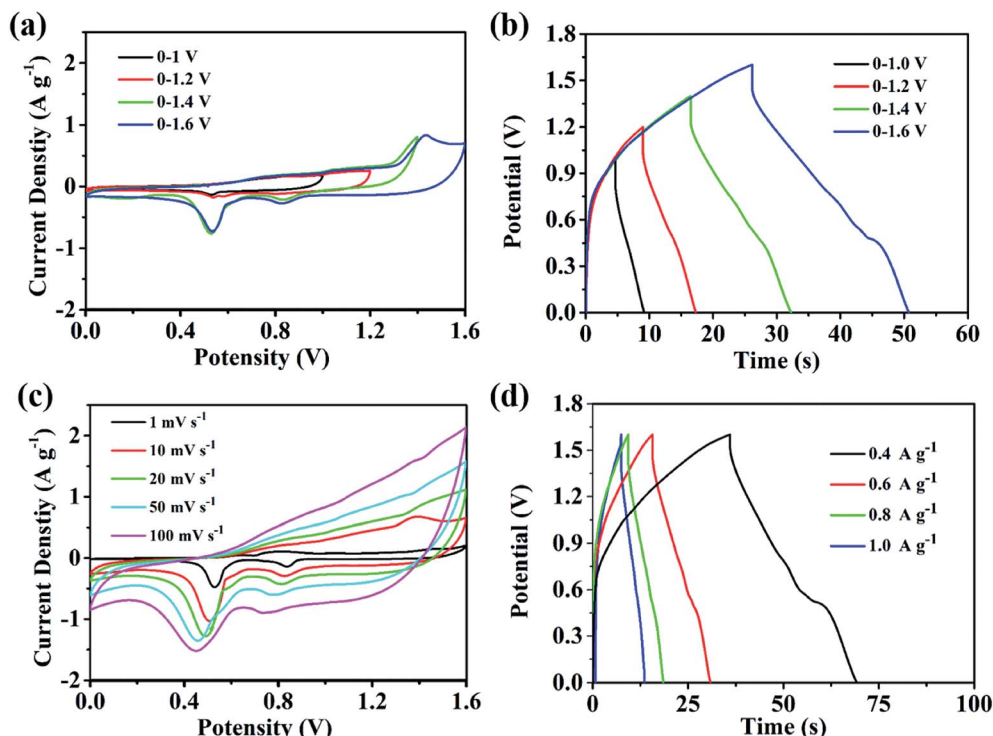 (a)
Current Denstiy (A g⁻¹)
2
1
0
-1
-2
0-1 V
0-1.2 V
0-1.4 V
0-1.6 V
0.0 0.4 0.8 1.2 1.6
Potensity (V)
(b)
Potential (V)
1.8
1.5
1.2
0.9
0.6
0.3
0.0
0-1.0 V
0-1.2 V
0-1.4 V
0-1.6 V
0 10 20 30 40 50 60
Time (s)
(c)
Current Denstiy (A g⁻¹)
2
1
0
-1
-2
1 mV s⁻¹
10 mV s⁻¹
20 mV s⁻¹
50 mV s⁻¹
100 mV s⁻¹
0.0 0.4 0.8 1.2 1.6
Potensity (V)
(d)
Potential (V)
1.8
1.5
1.2
0.9
0.6
0.3
0.0
0.4 A g⁻¹
0.6 A g⁻¹
0.8 A g⁻¹
1.0 A g⁻¹
0 25 50 75 100
Time (s)